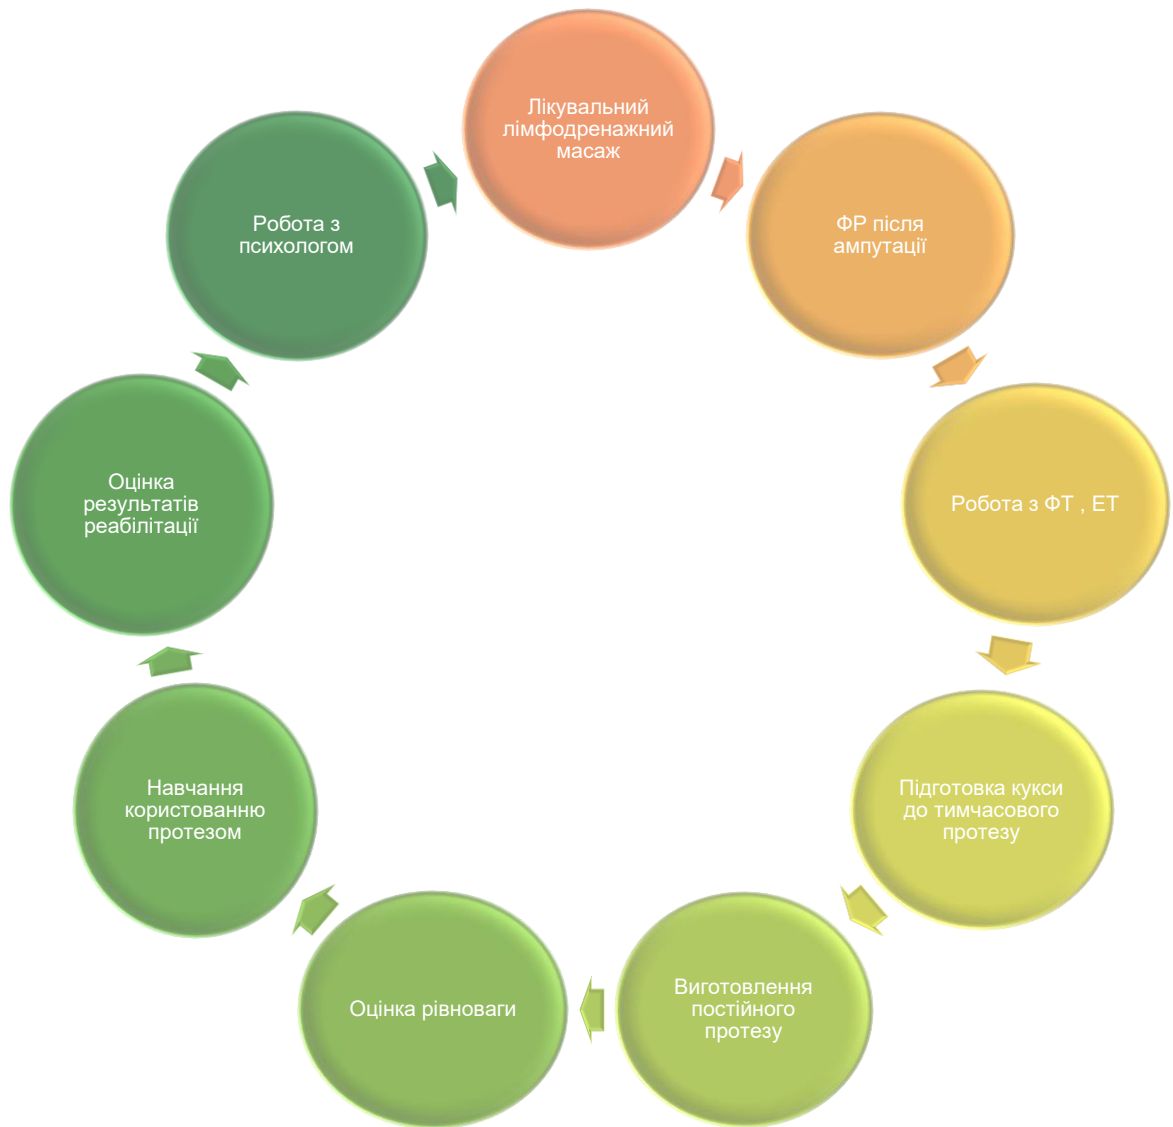 Лікувальний
лімфодренажний
масаж
ФР після
ампутації
Робота з ФТ , ЕТ
Підготовка кукси
до тимчасового
протезу
Виготовлення
постійного
протезу
Оцінка рівноваги
Навчання
користованню
протезом
Оцінка
результатів
реабілітації
Робота з
психологом